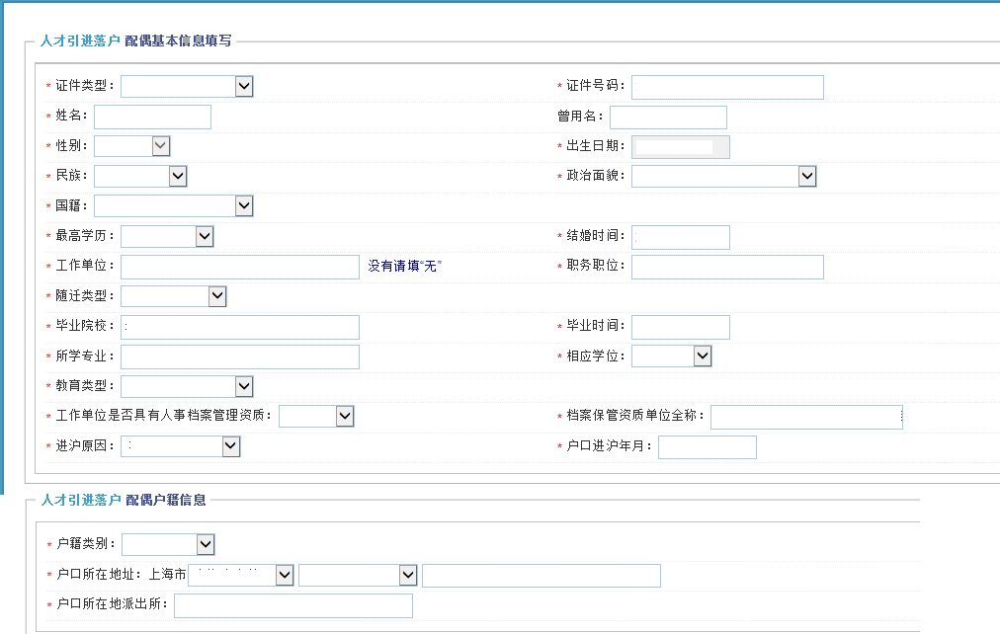 人才引进落户 配偶基本信息填写
* 证件类型： * 证件号码：
* 姓名： 曾用名：
* 性别： * 出生日期：
* 民族： * 政治面貌：
* 国籍：
* 最高学历： * 结婚时间：
* 工作单位： 没有请填“无” * 职务职位：
* 随迁类型：
* 毕业院校： * 毕业时间：
* 所学专业： * 相应学位：
* 教育类型：
* 工作单位是否具有人事档案管理资质： * 档案保管资质单位全称：
* 进沪原因： * 户口进沪年月：
人才引进落户 配偶户籍信息
* 户籍类别：
* 户口所在地址：上海市
* 户口所在地派出所：